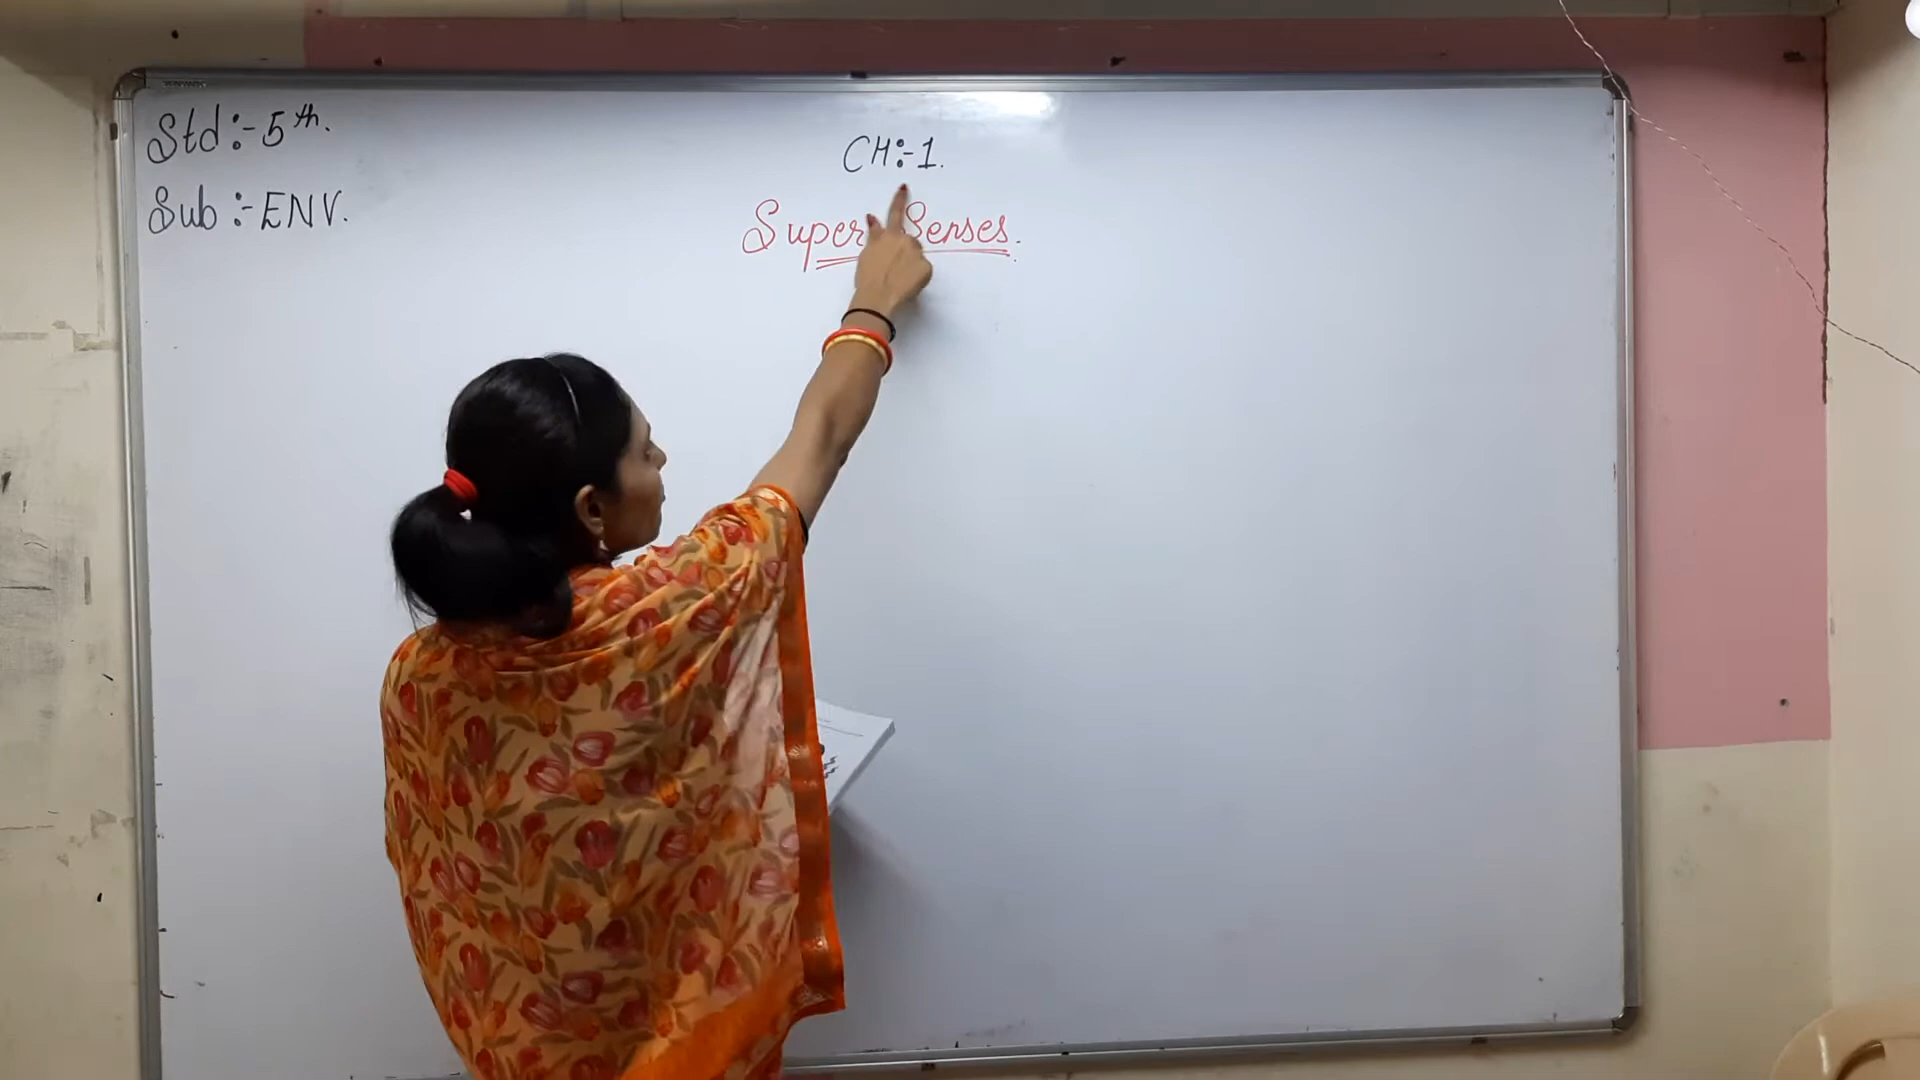 Std:- 5th.
Sub:- ENV.
CH:-1.
Super Senses.